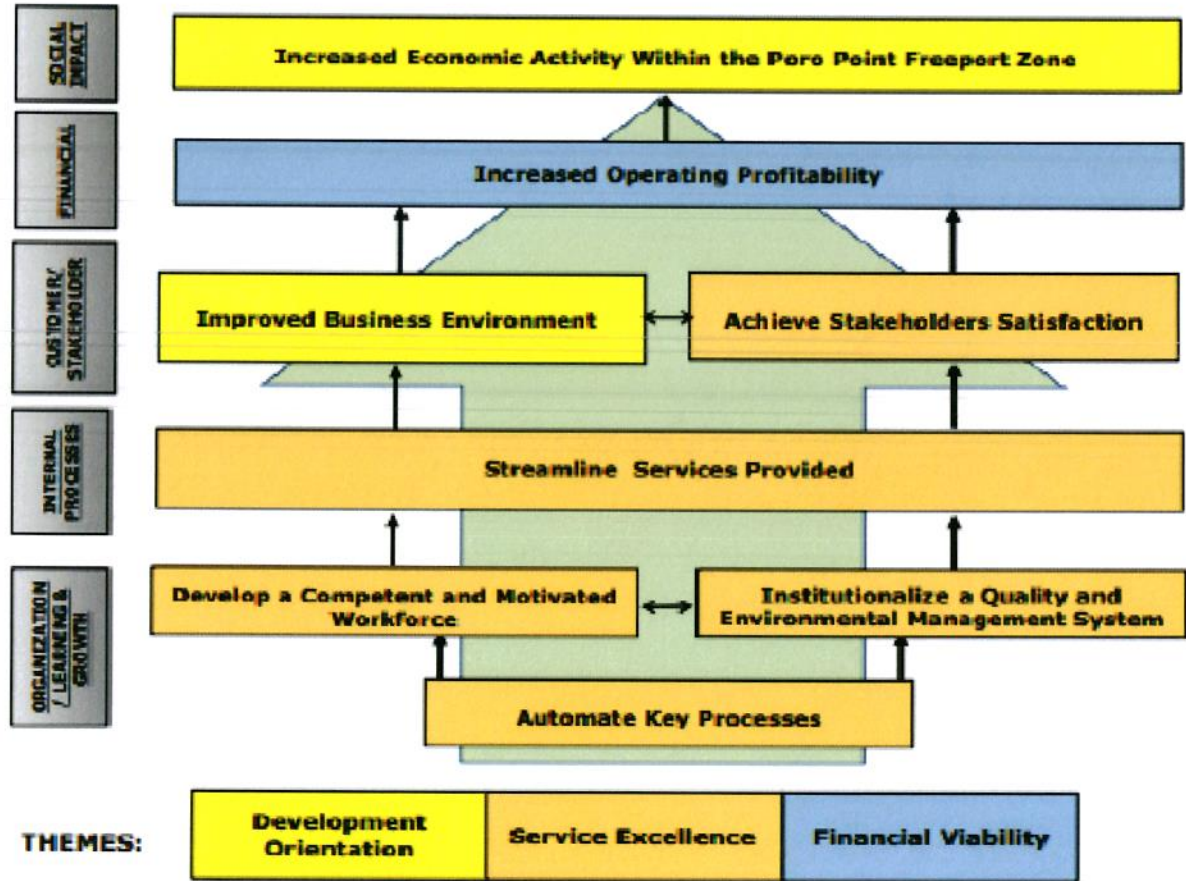 SOCIAL
IMPACT
Increased Economic Activity Within the Poro Point Freeport Zone
FINANCIAL
Increased Operating Profitability
CUSTOMER/
STAKEHOLDER
Improved Business Environment
Achieve Stakeholders Satisfaction
INTERNAL
PROCESSES
Streamline Services Provided
ORGANIZATION
/ LEARNING &
GROWTH
Develop a Competent and Motivated
Workforce
Institutionalize a Quality and
Environmental Management System
Automate Key Processes
THEMES:
Development
Orientation
Service Excellence
Financial Viability